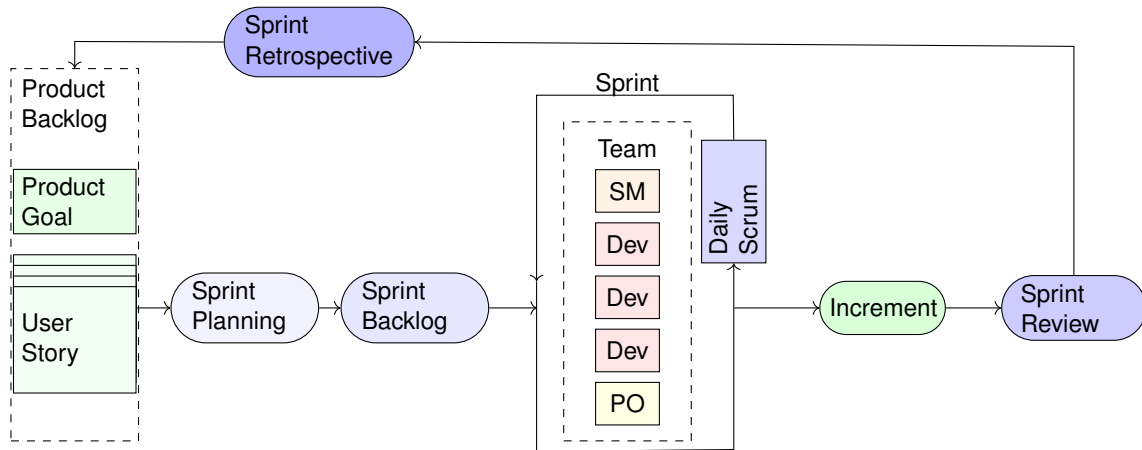 Sprint
Retrospective
Product
Backlog
Sprint
Team
Product
Goal
SM
Daily
Scrum
Dev
User
Story
Sprint
Planning
Sprint
Backlog
Dev
Increment
Sprint
Review
Dev
PO